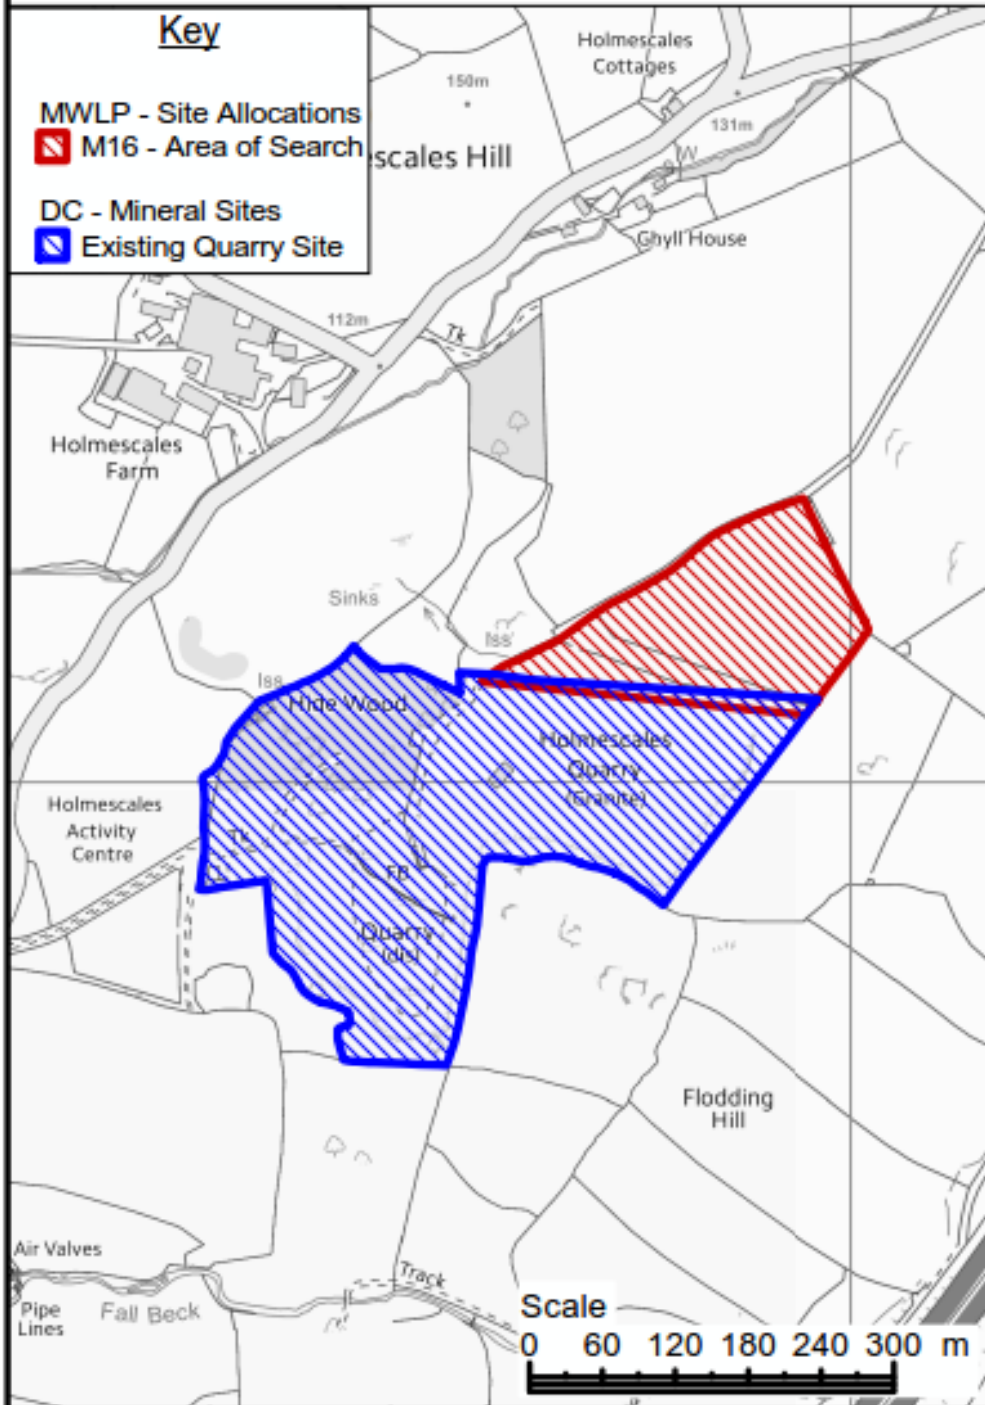 Key
MWLP - Site Allocations
M16 - Area of Search
DC - Mineral Sites
Existing Quarry Site
Holmescales
Cottages
150m
escales Hill
131m
W
Ghyll House
112m
Tk
Holmescales
Farm
Sinks
Iss
Iss
Hide Wood
Holmescales
Quarry
(Granite)
Holmescales
Activity
Centre
Tk
FB
Quarry
(dis)
Flodding
Hill
Air Valves
Pipe
Lines
Fall Beck
Track
Scale
0 60 120 180 240 300 m